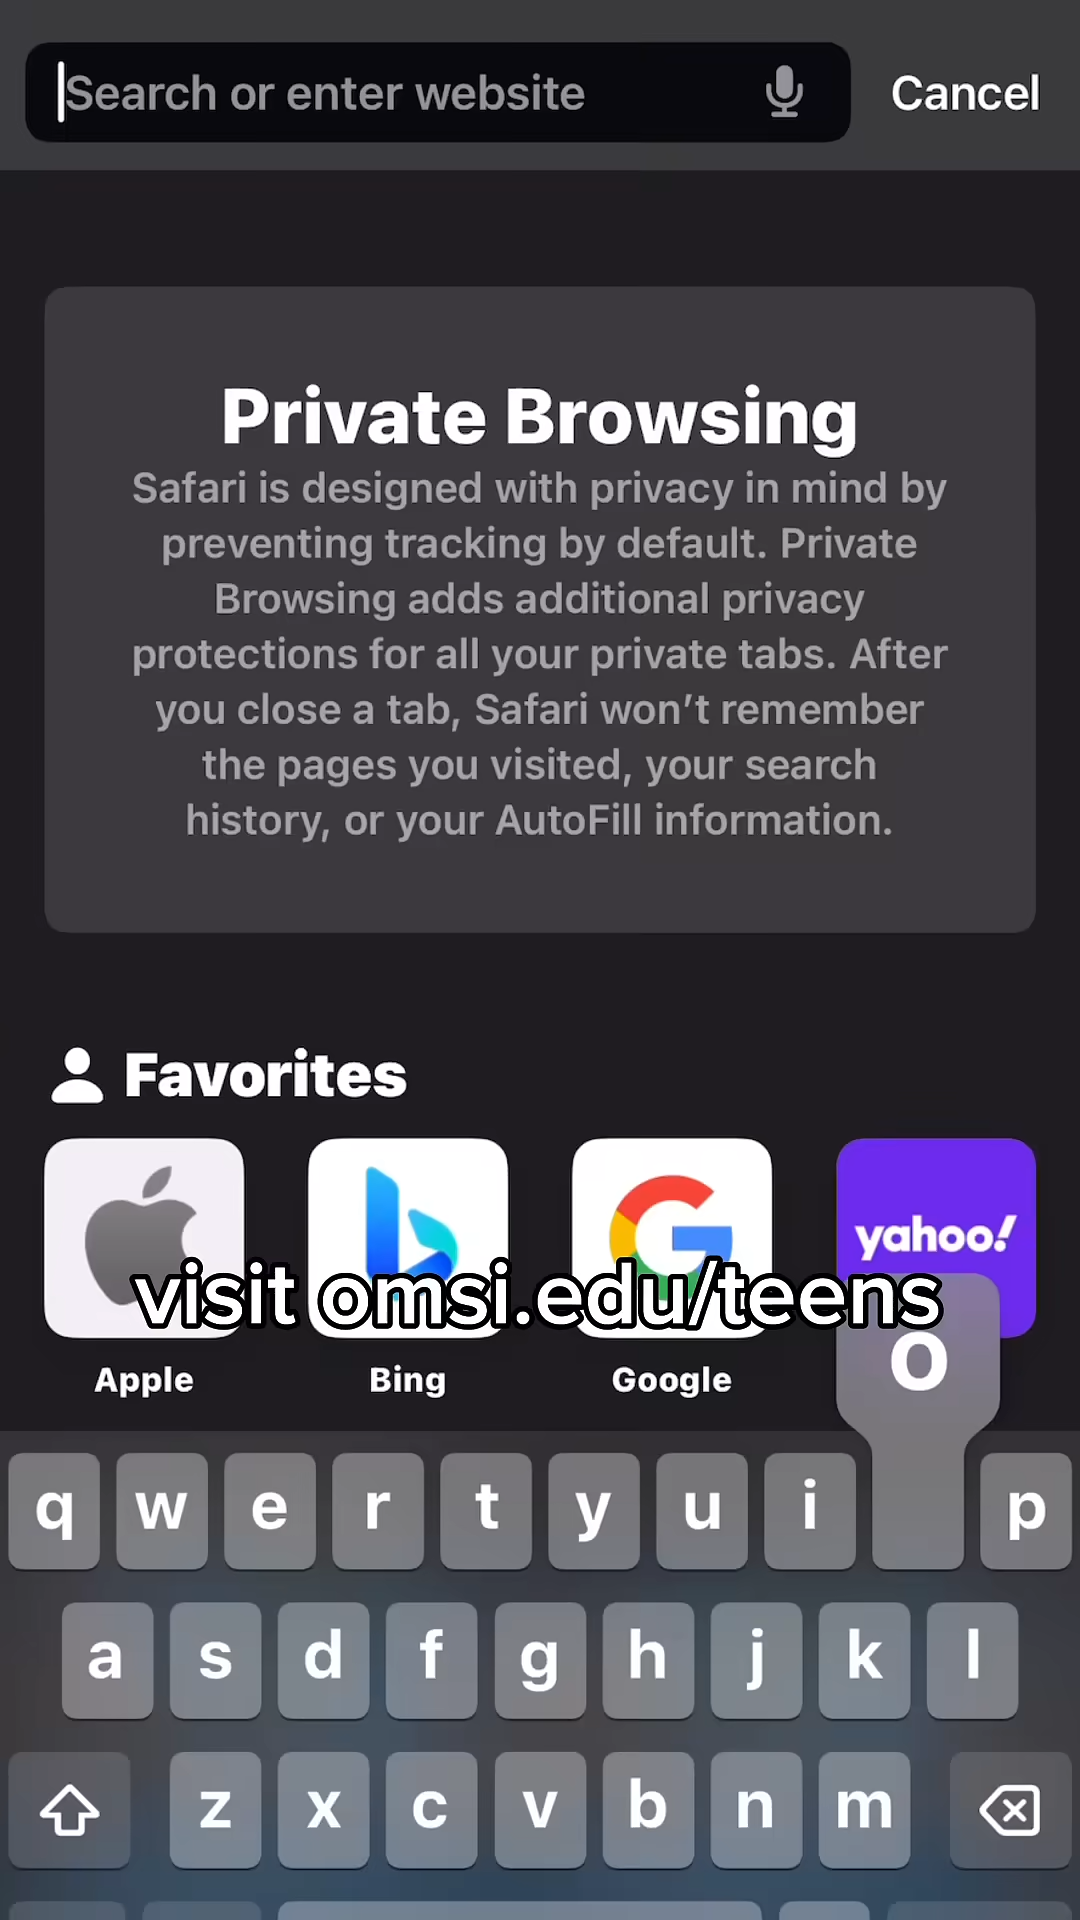 Search or enter website
Cancel
Private Browsing
Safari is designed with privacy in mind by
preventing tracking by default. Private
Browsing adds additional privacy
protections for all your private tabs. After
you close a tab, Safari won’t remember
the pages you visited, your search
history, or your AutoFill information.
Favorites
yahoo!
visit omsi.edu/teens
Apple
Bing
Google
o
q w e r t y u i p
a s d f g h j k l
z x c v b n m